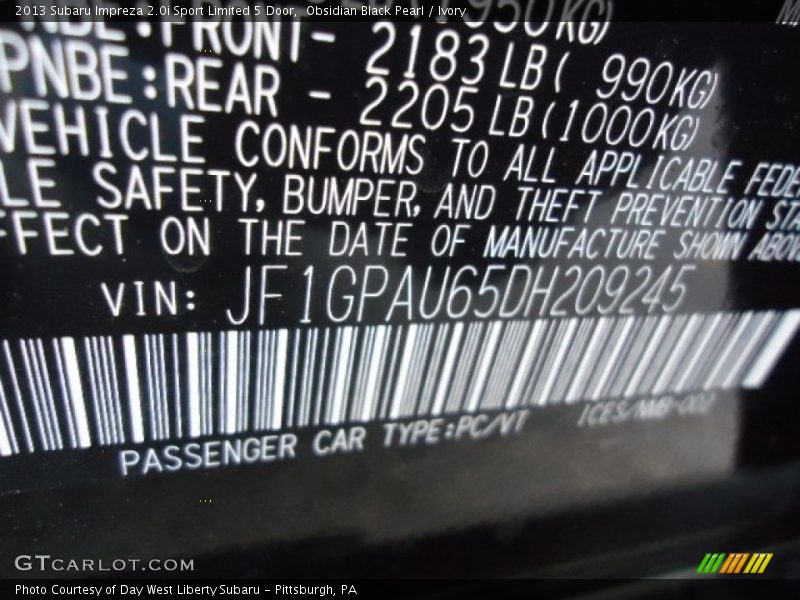 2013 Subaru Impreza 2.0i Sport Limited 5 Door, Obsidian Black Pearl / Ivory
FRONT- 2183 LB ( 990KG)
PNBE:REAR - 2205 LB (1000KG)
VEHICLE CONFORMS TO ALL APPLICABLE FEDE
LE SAFETY, BUMPER, AND THEFT PREVENTION STA
FFECT ON THE DATE OF MANUFACTURE SHOWN ABOV
VIN: JF1GPAU65DH209245
PASSENGER CAR TYPE:PC/VT ICES/NMB-002
GTCARLOT.COM
Photo Courtesy of Day West Liberty Subaru - Pittsburgh, PA